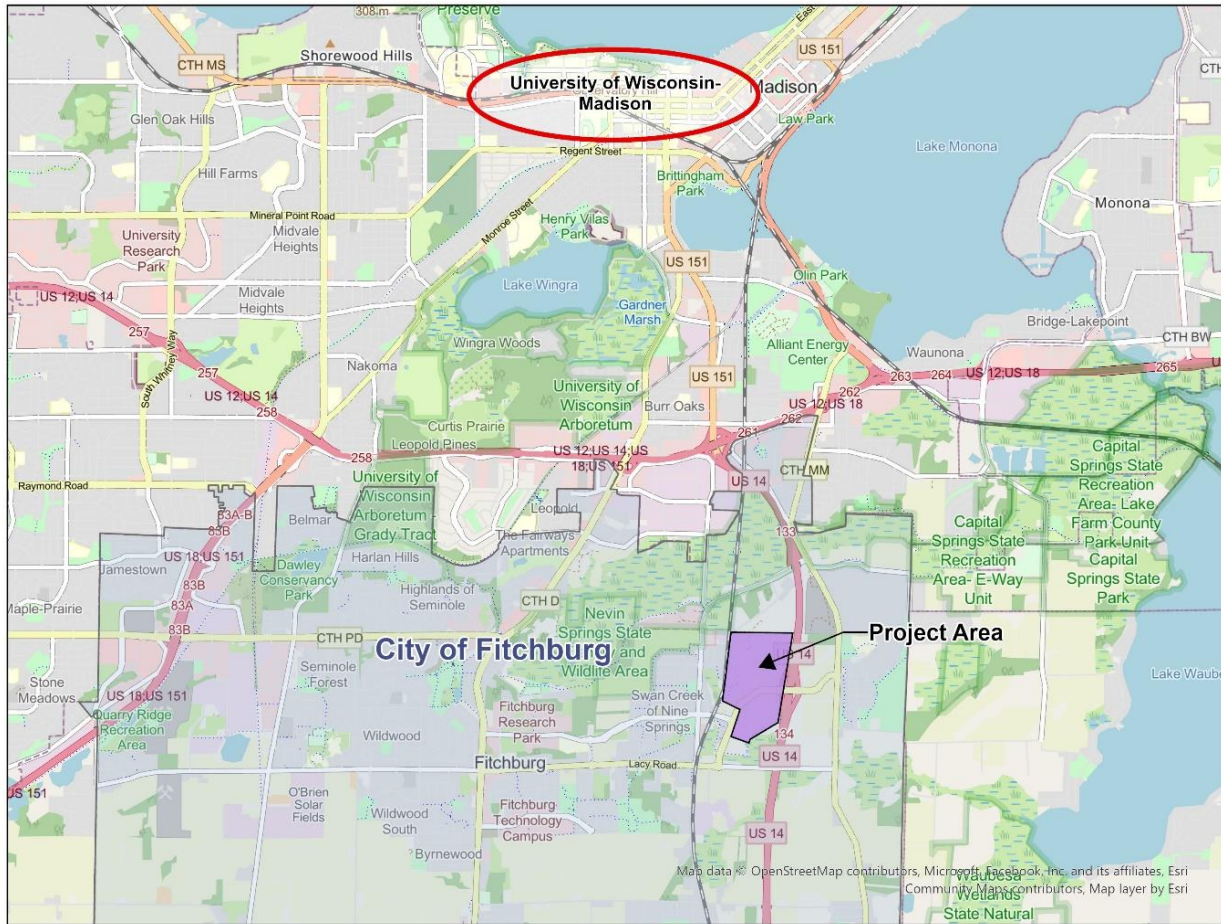 308.m
Preserve
East
CTH MS
Shorewood Hills
US 151
CTH
University of Wisconsin-
Madison
Observatory Hill
Madison
Law Park
Glen Oak Hills
Regent Street
Lake Monona
Hill Farms
Brittingham
Park
Monona
Mineral Point Road
Monroe Street
Henry Vilas
Park
University
Research
Park
Midvale
Heights
US 151
Olin Park
Lake Wingra
US 12;US 14
Midvale
Heights
Gardner
Marsh
Bridge-Lakepoint
257
South Whitney Way
Wingra Woods
Alliant Energy
Center
CTH BW
Waunona
257
Nakoma
US 151
263
264
US 12;US 18
265
US 12;US 14
University of
Wisconsin
Arboretum
262
US 12;US 18
258
Burr Oaks
262
Curtis Prairie
Leopold Pines
261
258
US 12;US 14;US
18;US 151
CTH MM
Capital
Springs State
Recreation
Area- Lake
Farm County
Park Unit
Capital
Springs State
Park
Raymond Road
University of
Wisconsin
Arboretum
Grady Tract
US 14
83A-B
83B
Belmar
Leopold
133
Capital
Springs State
Recreation
Area- E-Way
Unit
US 18;US 151
Harlan Hills
The Fairways
Apartments
Jamestown
Dawley
Conservancy
Park
83B
Highlands of
Seminole
Maple-Prairie
83A
CTH D
Nevin
Springs State
and
Wildlife Area
83B
CTH PD
City of Fitchburg
Project Area
US 14
Stone
Meadows
Seminole
Forest
Lake Waube
US 18;US 151
Swan Creek
of Nine
Springs
Quarry Ridge
Recreation
Area
Fitchburg
Research
Park
Wildwood
134
Fitchburg
Lacy Road
US 14
US 151
O'Brien
Solar
Fields
Wildwood
South
Fitchburg
Technology
Campus
US 14
Byrnewood
Map data © OpenStreetMap contributors, Microsoft, Facebook, Inc. and its affiliates, Esri
Community Maps contributors, Map layer by Esri
Waubesa
Wetlands
State Natural